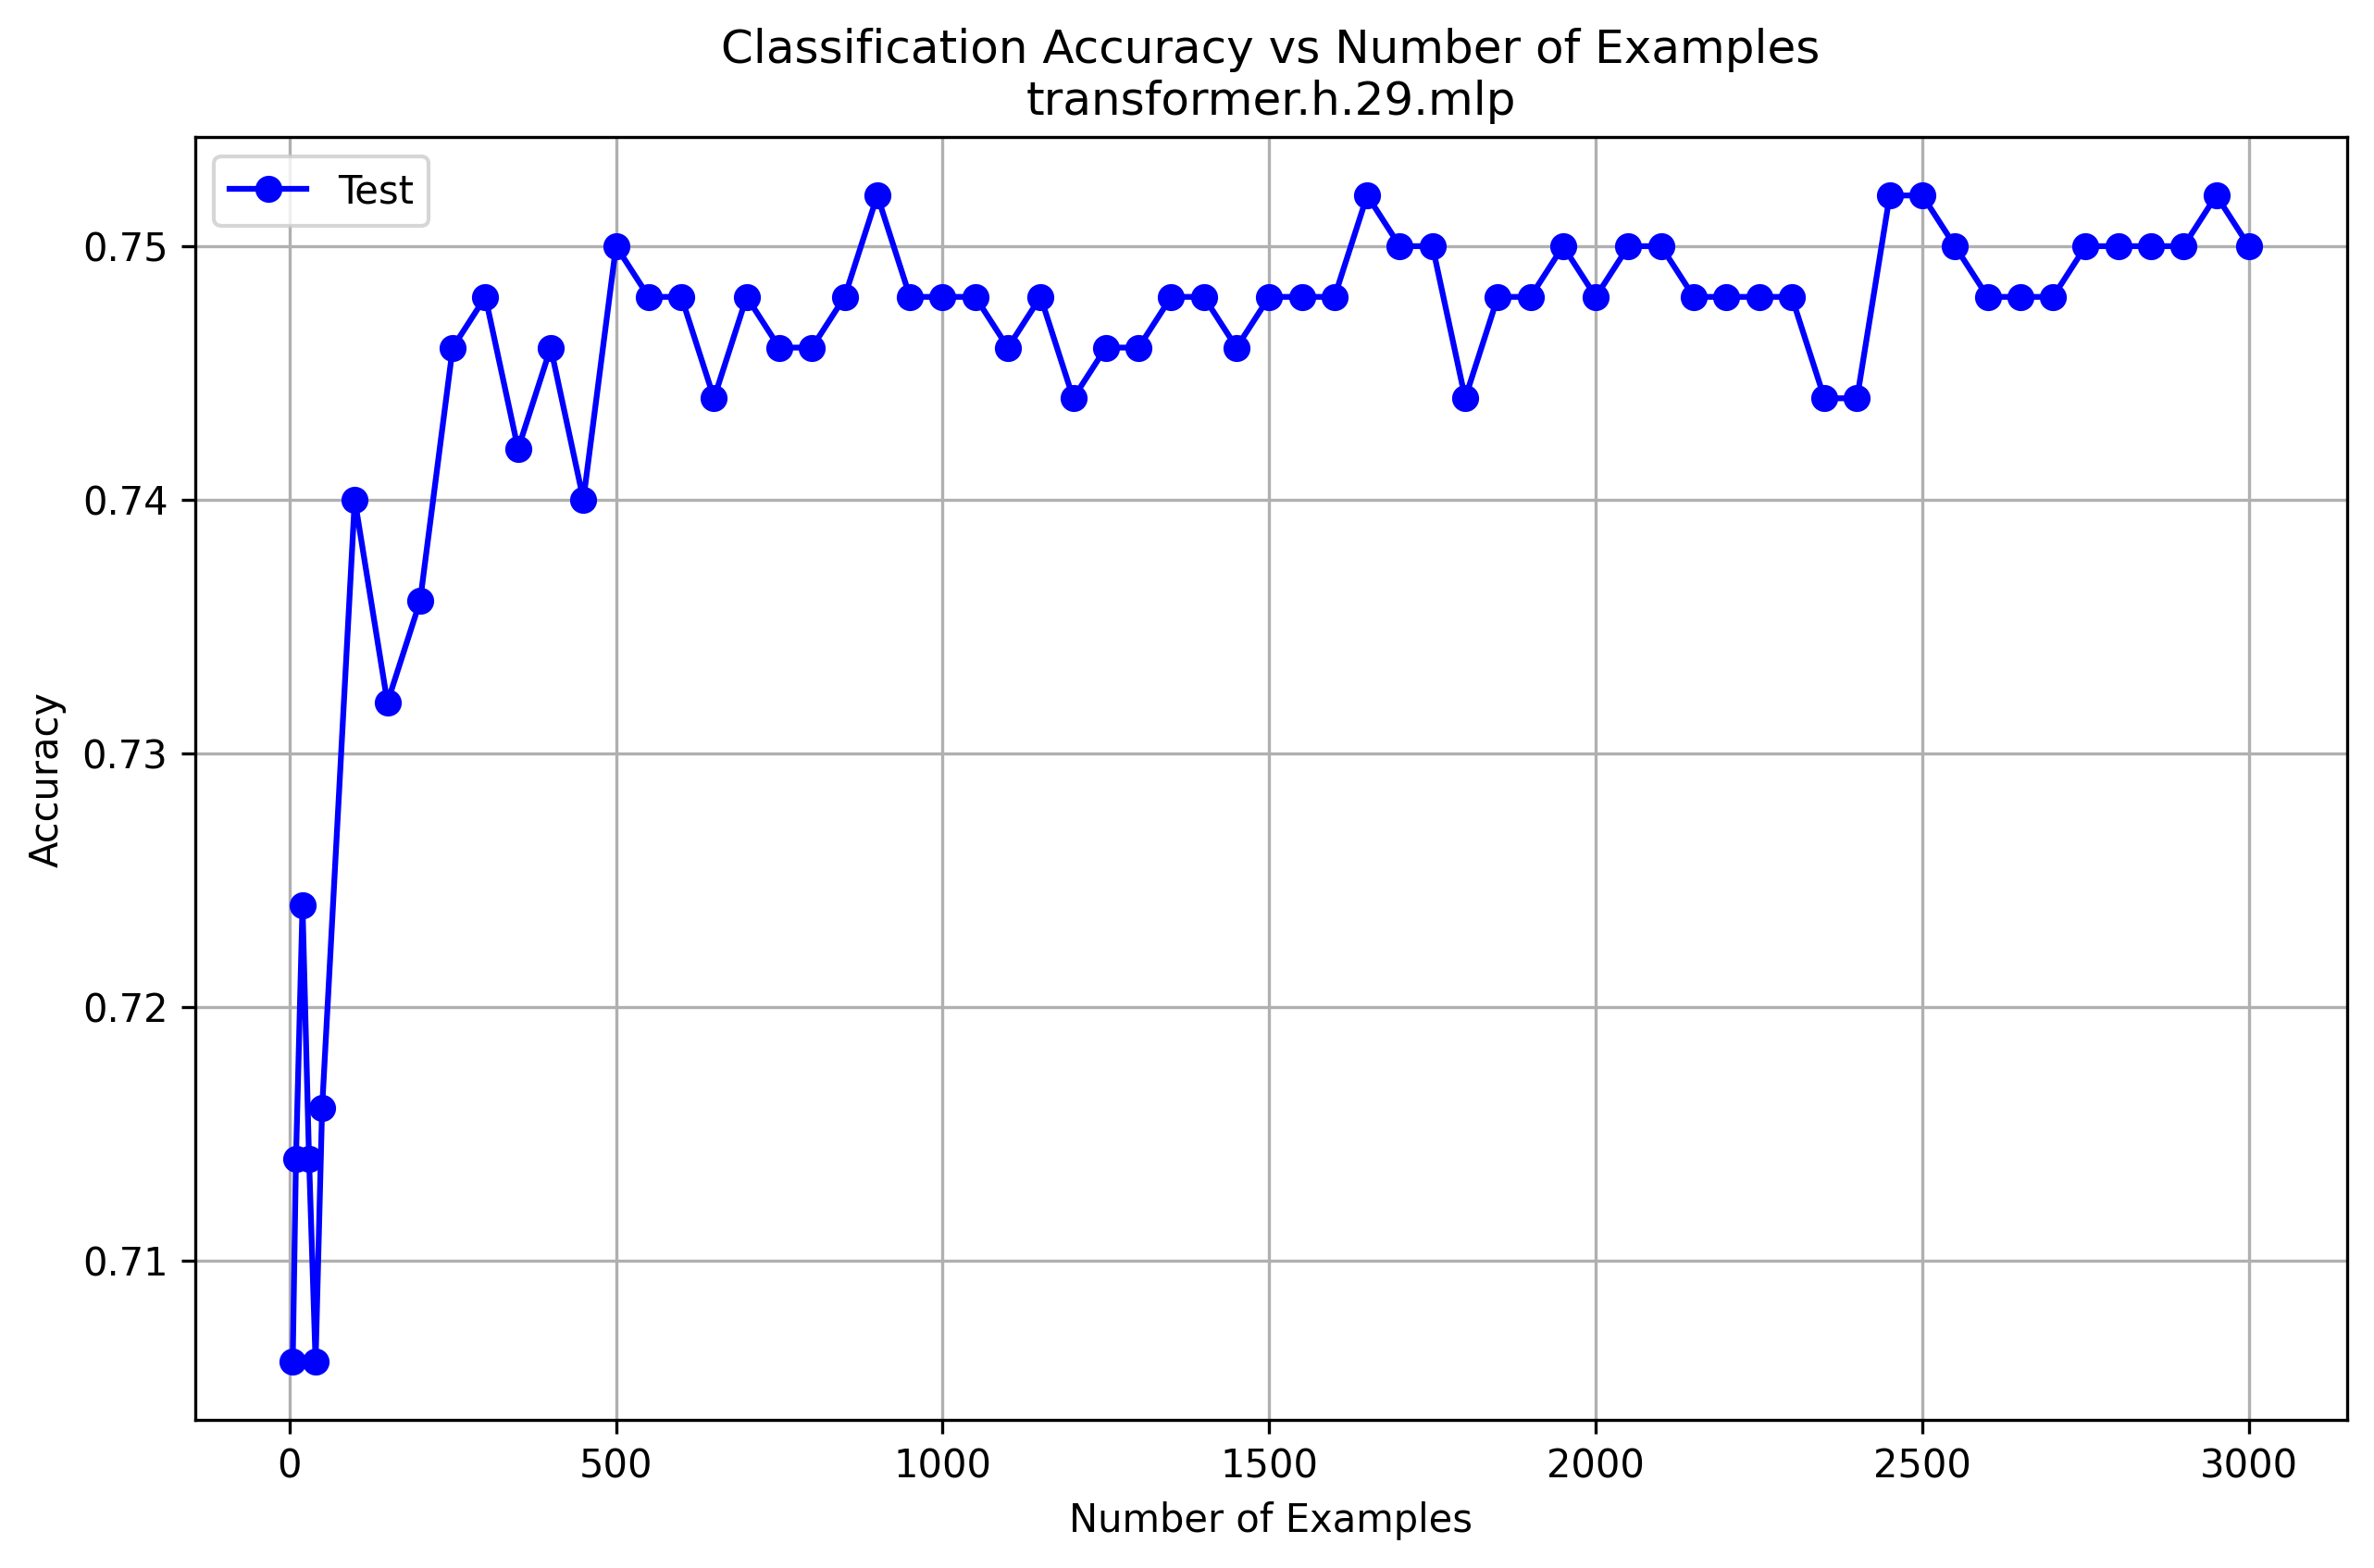 Classification Accuracy vs Number of Examples
transformer.h.29.mlp
Test
0.75
0.74
0.73
0.72
0.71
Accuracy
0 500 1000 1500 2000 2500 3000
Number of Examples